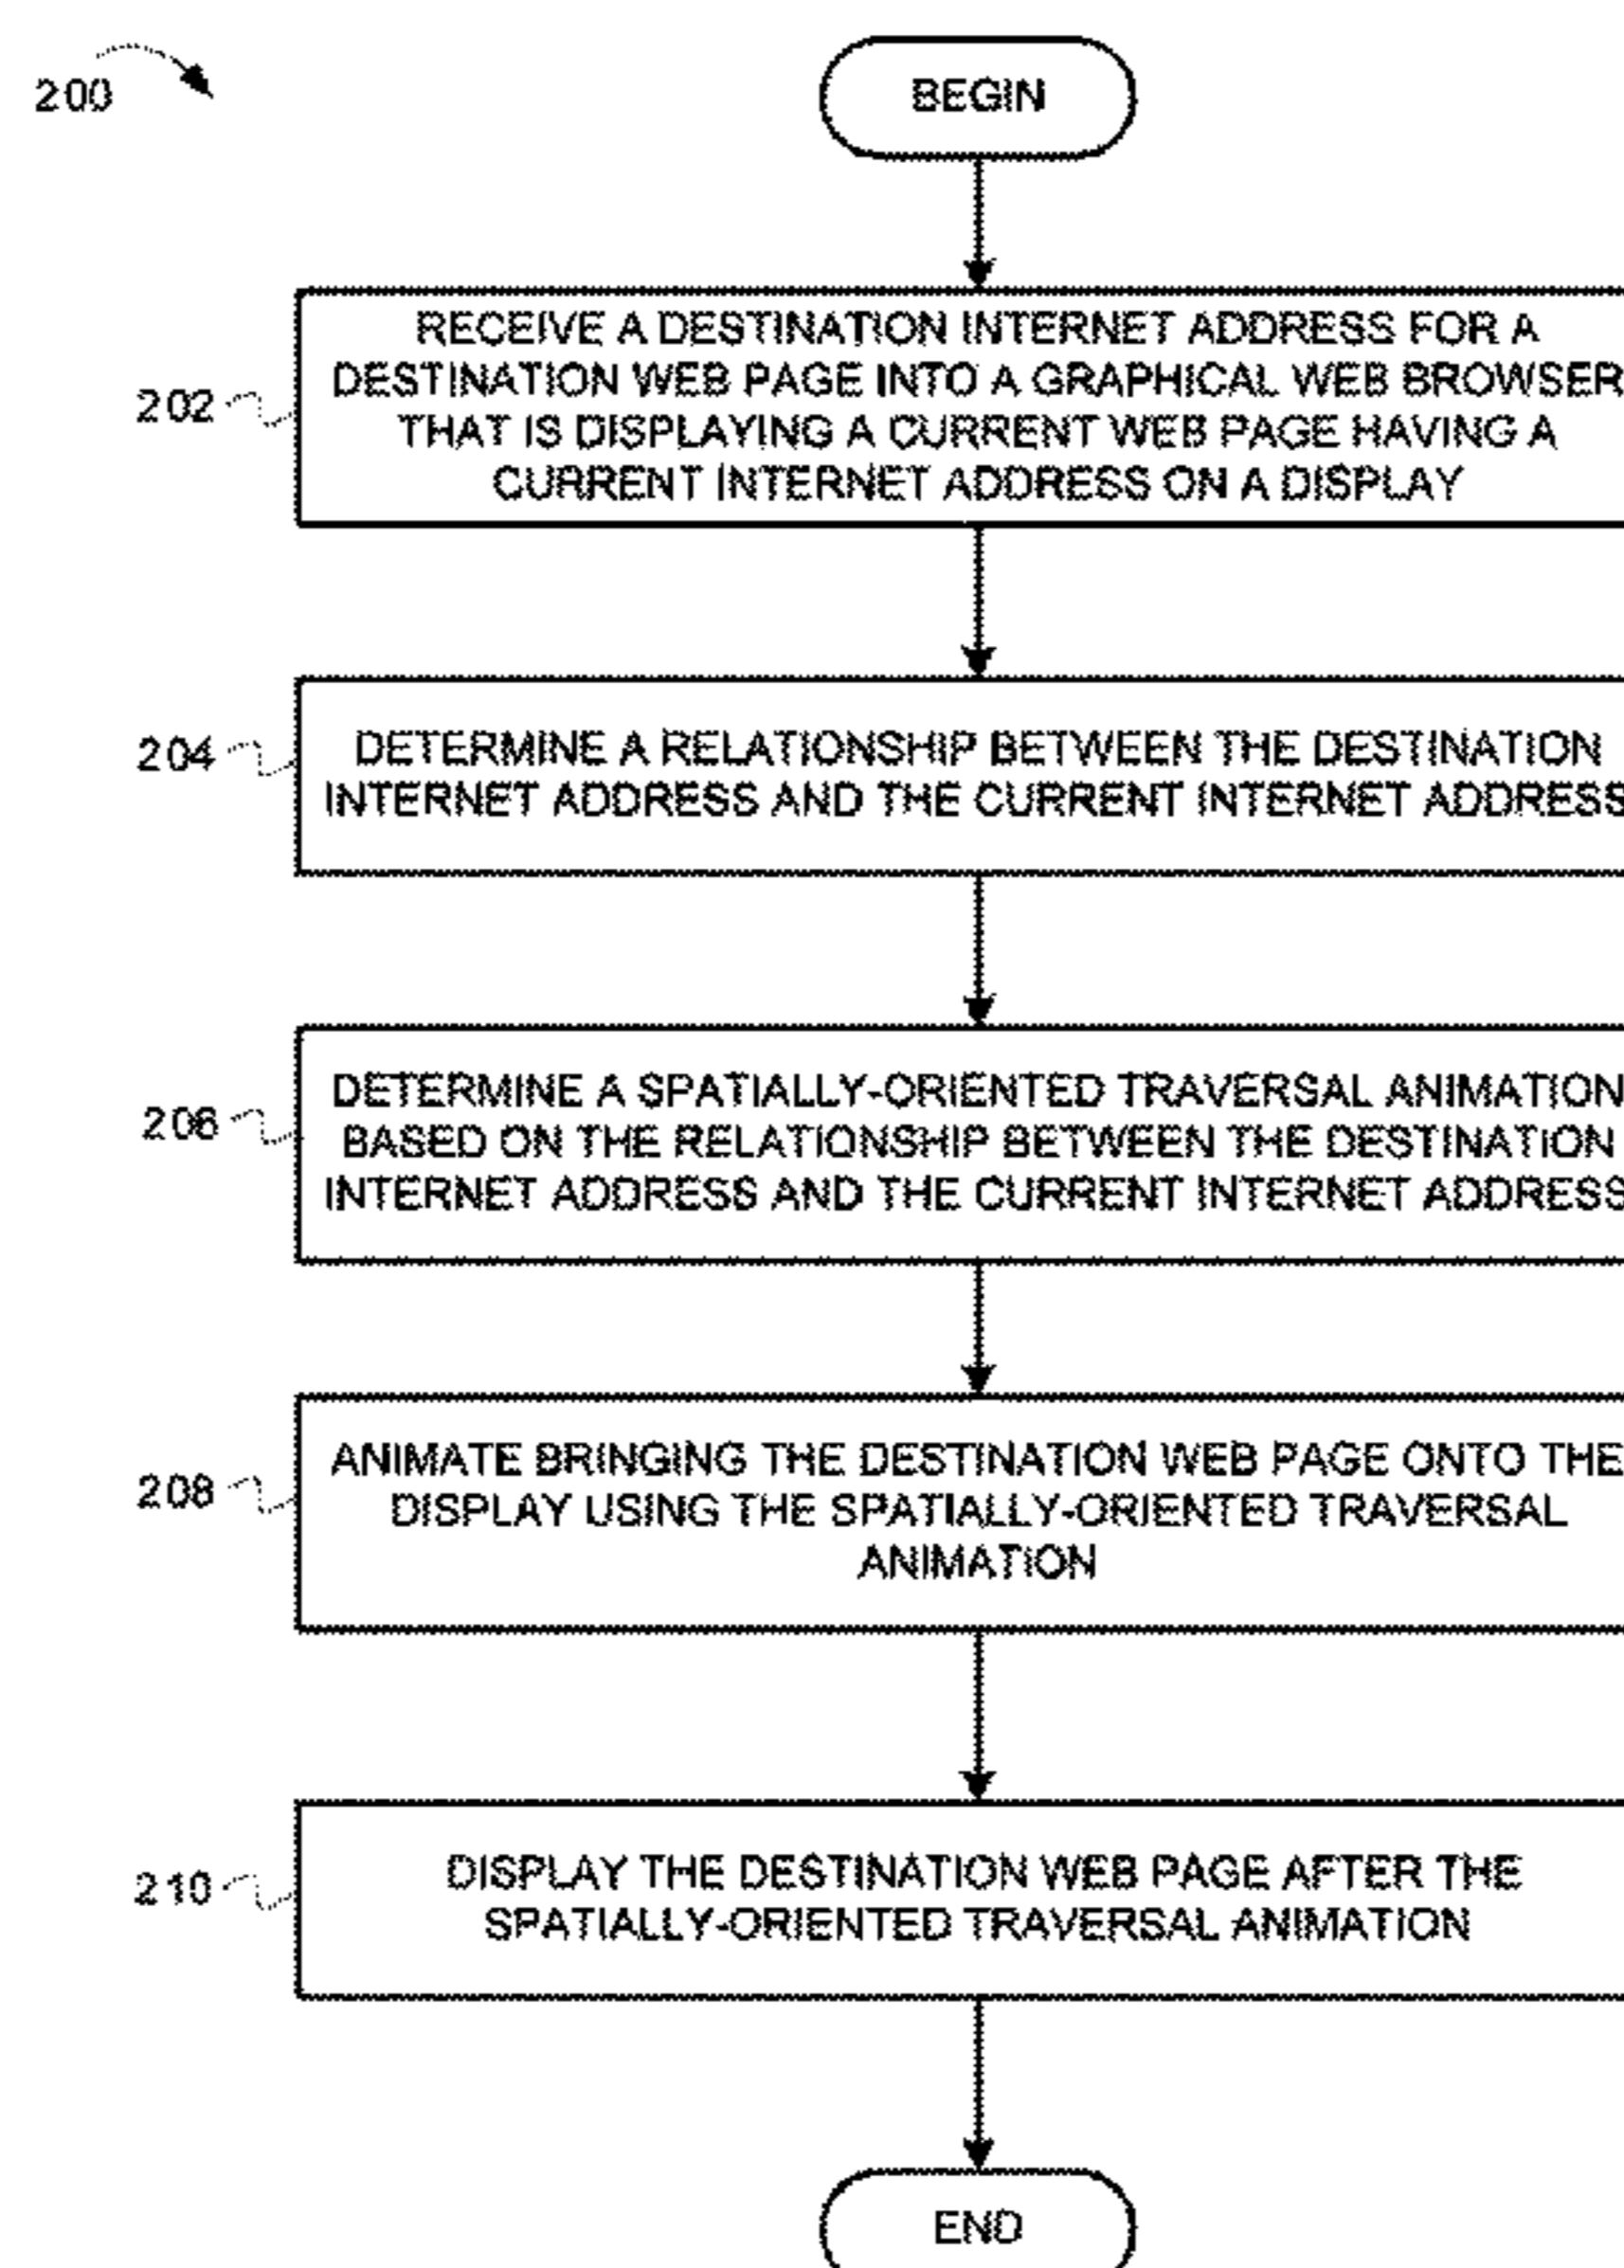 200
BEGIN
202
RECEIVE A DESTINATION INTERNET ADDRESS FOR A
DESTINATION WEB PAGE INTO A GRAPHICAL WEB BROWSER
THAT IS DISPLAYING A CURRENT WEB PAGE HAVING A
CURRENT INTERNET ADDRESS ON A DISPLAY
204
DETERMINE A RELATIONSHIP BETWEEN THE DESTINATION
INTERNET ADDRESS AND THE CURRENT INTERNET ADDRESS
206
DETERMINE A SPATIALLY-ORIENTED TRAVERSAL ANIMATION
BASED ON THE RELATIONSHIP BETWEEN THE DESTINATION
INTERNET ADDRESS AND THE CURRENT INTERNET ADDRESS
208
ANIMATE BRINGING THE DESTINATION WEB PAGE ONTO THE
DISPLAY USING THE SPATIALLY-ORIENTED TRAVERSAL
ANIMATION
210
DISPLAY THE DESTINATION WEB PAGE AFTER THE
SPATIALLY-ORIENTED TRAVERSAL ANIMATION
END